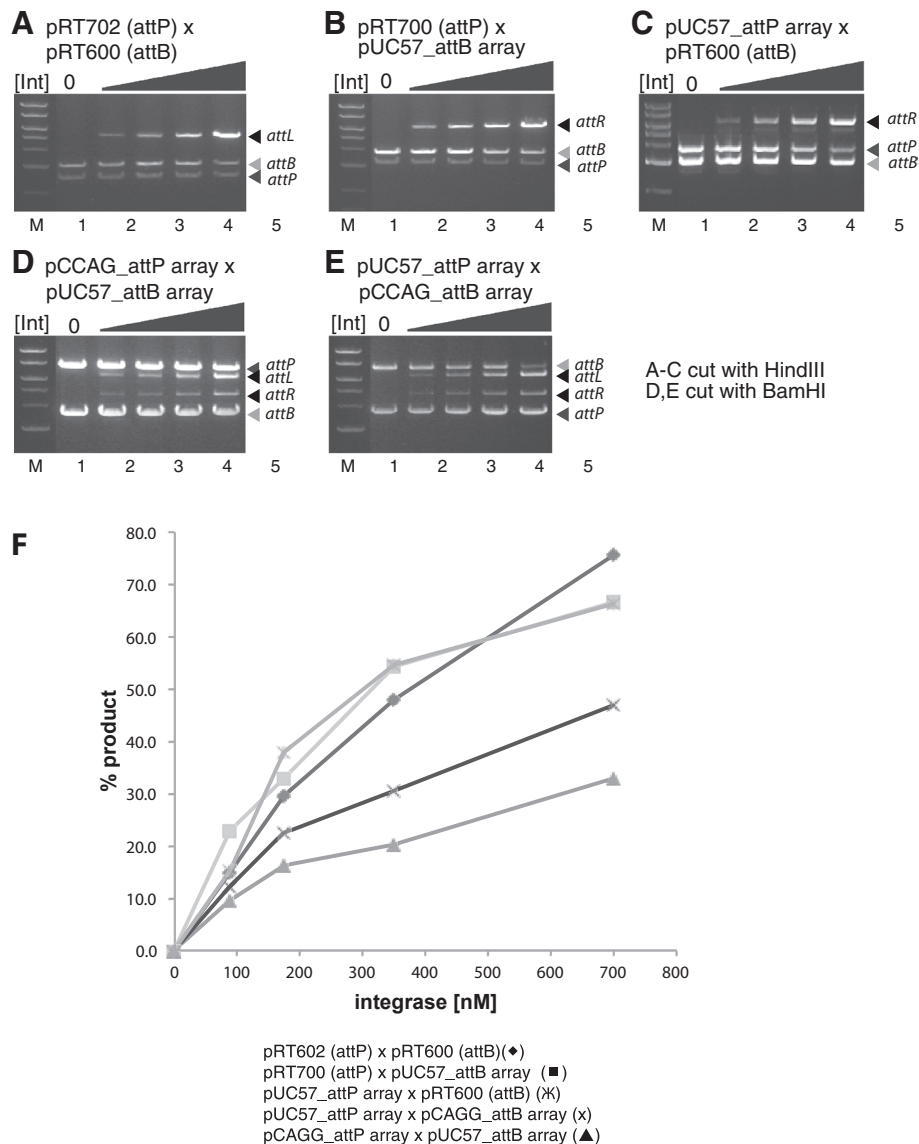 A pRT702 (attP) x
pRT600 (attB)
[Int] 0
attL
attB
attP
M 1 2 3 4 5
B pRT700 (attP) x
pUC57_attB array
[Int] 0
attR
attB
attP
M 1 2 3 4 5
C pUC57_attP array x
pRT600 (attB)
[Int] 0
attR
attP
attB
M 1 2 3 4 5
D pCCAG_attP array x
pUC57_attB array
[Int] 0
attP
attL
attR
attB
M 1 2 3 4 5
E pUC57_attP array x
pCCAG_attB array
[Int] 0
attB
attL
attR
attP
M 1 2 3 4 5
A-C cut with HindIII
D,E cut with BamHI
F
80.0
70.0
60.0
50.0
40.0
30.0
20.0
10.0
0.0
% product
0 100 200 300 400 500 600 700 800
integrase [nM]
pRT602 (attP) x pRT600 (attB)(◆)
pRT700 (attP) x pUC57_attB array (■)
pUC57_attP array x pRT600 (attB) (Ж)
pUC57_attP array x pCAGG_attB array (x)
pCAGG_attP array x pUC57_attB array (▲)